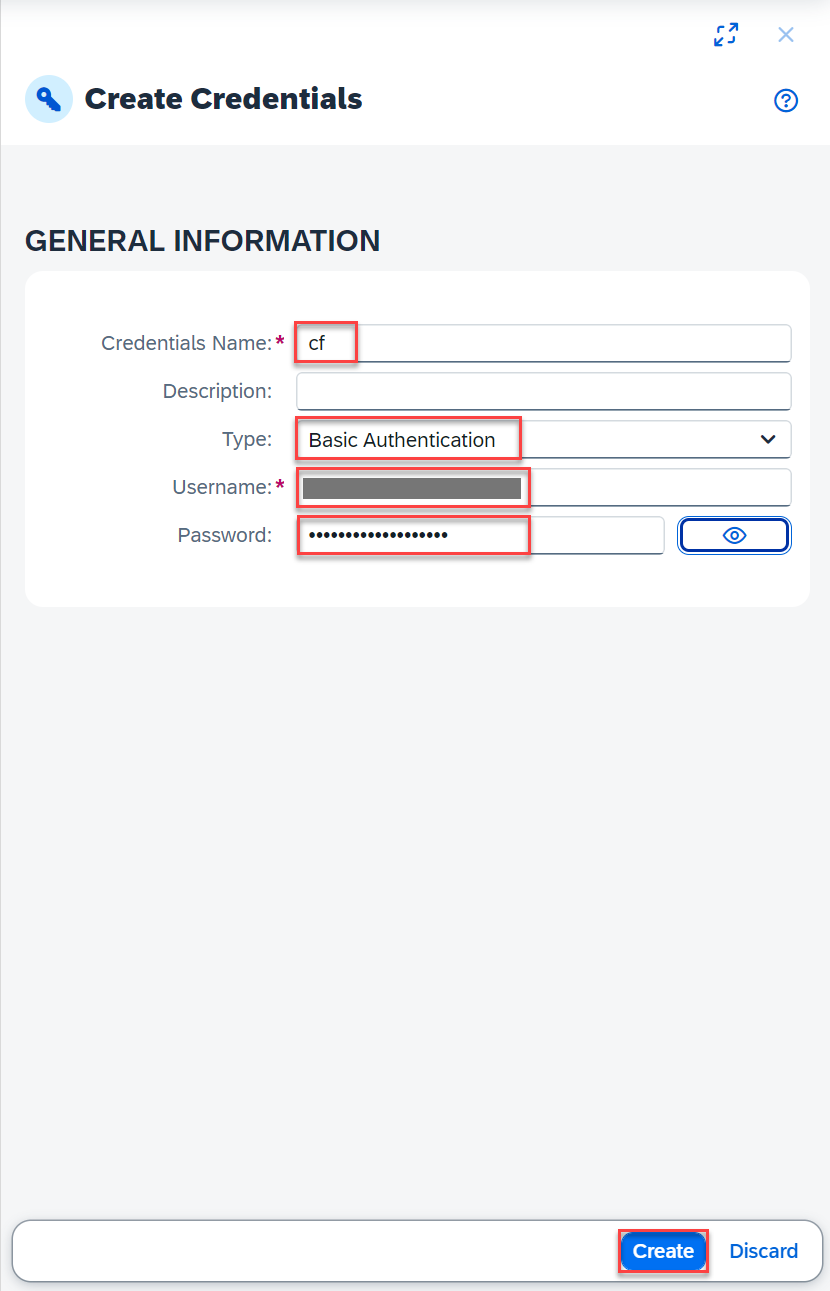 Create Credentials
GENERAL INFORMATION
Credentials Name:* cf
Description:
Type: Basic Authentication
Username:*
Password: •••••••••••••••••••
Create Discard